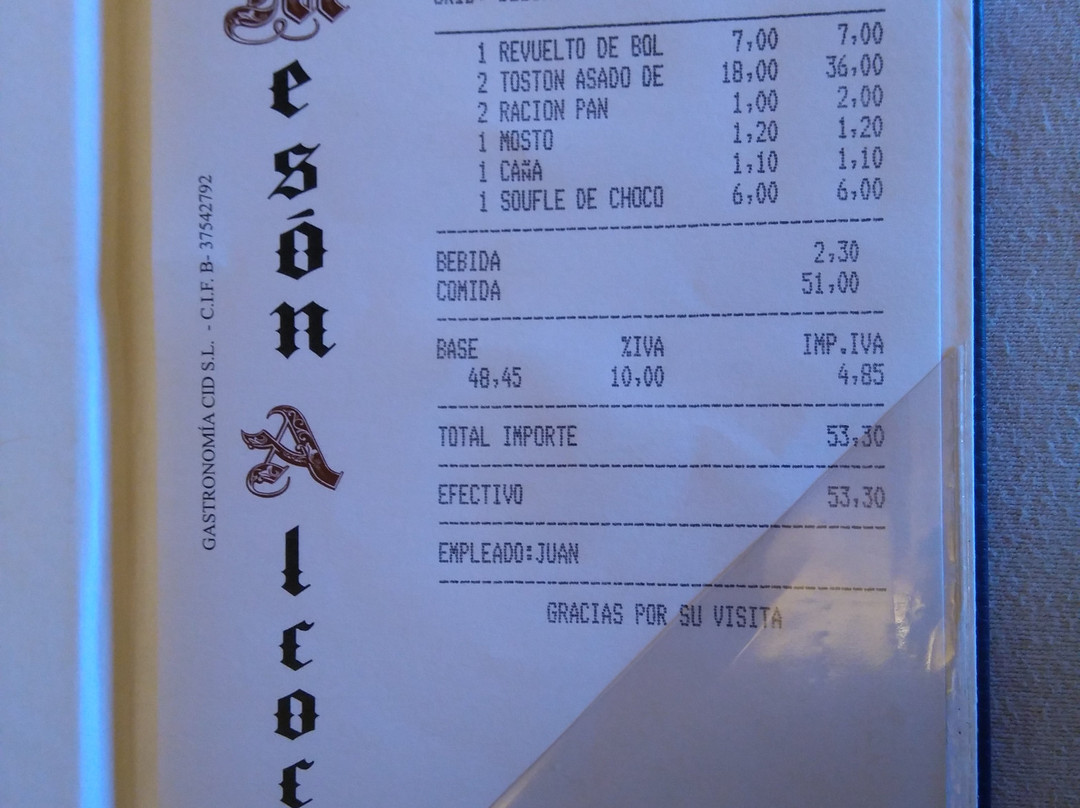 1 REVUELTO DE BOL 7,00 7,00
2 TOSTON ASADO DE 18,00 36,00
2 RACION PAN 1,00 2,00
1 MOSTO 1,20 1,20
1 CAÑA 1,10 1,10
1 SOUFLE DE CHOCO 6,00 6,00
BEBIDA 2,30
COMIDA 51,00
BASE %IVA IMP.IVA
48,45 10,00 4,85
TOTAL IMPORTE 53,30
EFECTIVO 53,30
EMPLEADO:JUAN
GRACIAS POR SU VISITA
Mesón Alcoc
GASTRONOMÍA CID S.L. - C.I.F. B- 37542792